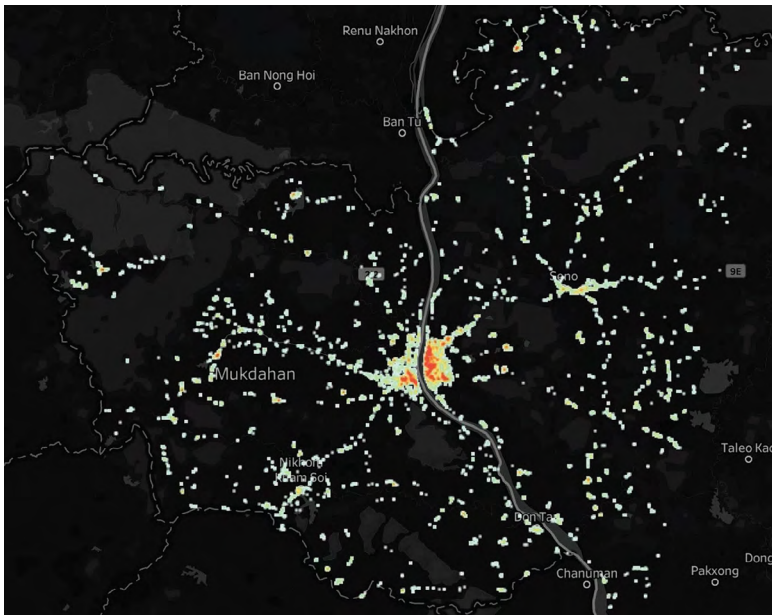 Renu Nakhon
Ban Nong Hoi
Ban Tu
Seno
9E
Mukdahan
Nikhom
Kham Soi
Taleo Kao
Don Tan
Chanuman
Pakxong
Dong